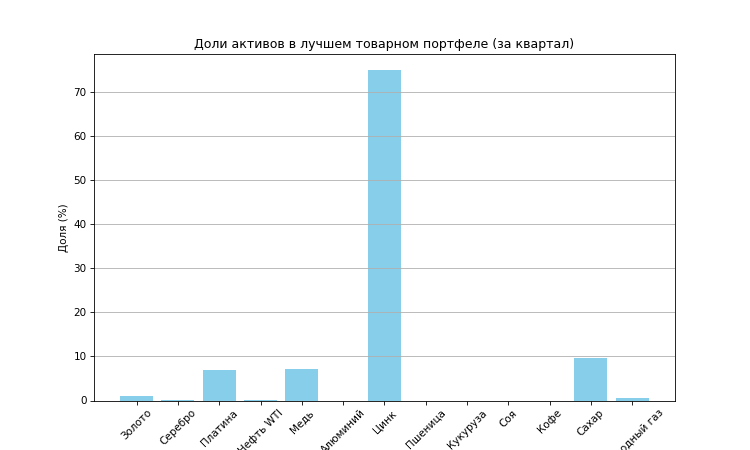 Доли активов в лучшем товарном портфеле (за квартал)
Доля (%)
70
60
50
40
30
20
10
0
Золото
Серебро
Платина
Нефть WTI
Медь
Алюминий
Цинк
Пшеница
Кукуруза
Соя
Кофе
Сахар
одный газ